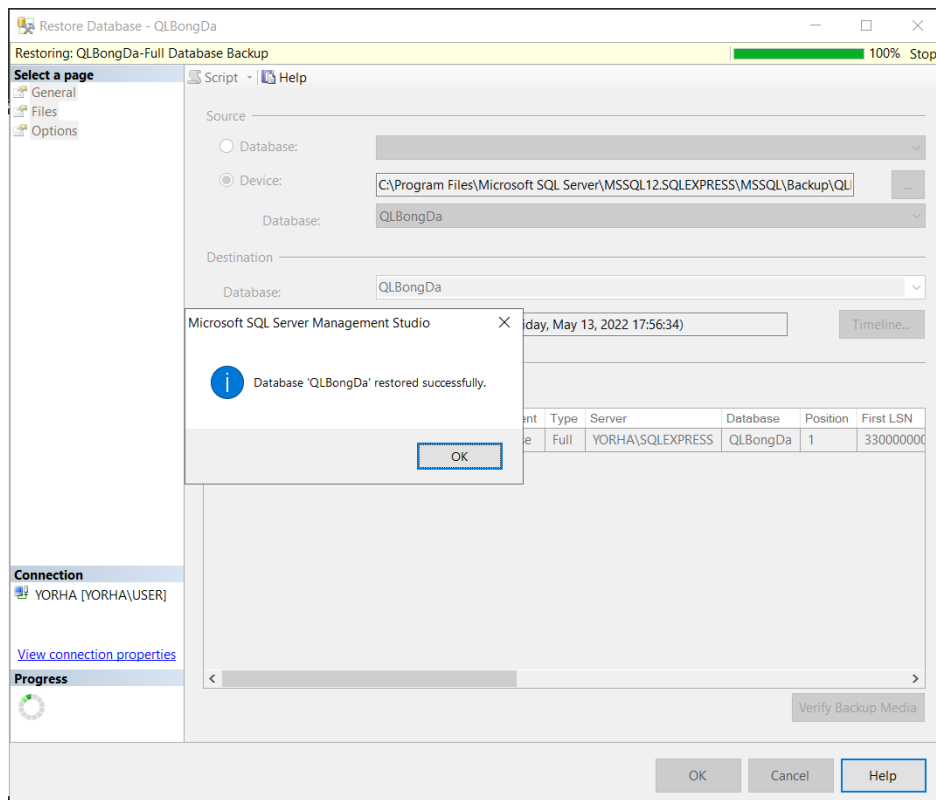 Restore Database - QLBongDa
Restoring: QLBongDa-Full Database Backup 100% Stop
Select a page
General
Files
Options
Script Help
Source
Database:
Device: C:\Program Files\Microsoft SQL Server\MSSQL12.SQLEXPRESS\MSSQL\Backup\QL
Database: QLBongDa
Destination
Database: QLBongDa
iday, May 13, 2022 17:56:34) Timeline...
Microsoft SQL Server Management Studio
Database 'QLBongDa' restored successfully.
OK
ent Type Server Database Position First LSN
se Full YORHA\SQLEXPRESS QLBongDa 1 330000000
Connection
YORHA [YORHA\USER]
View connection properties
Progress
Verify Backup Media
OK Cancel Help